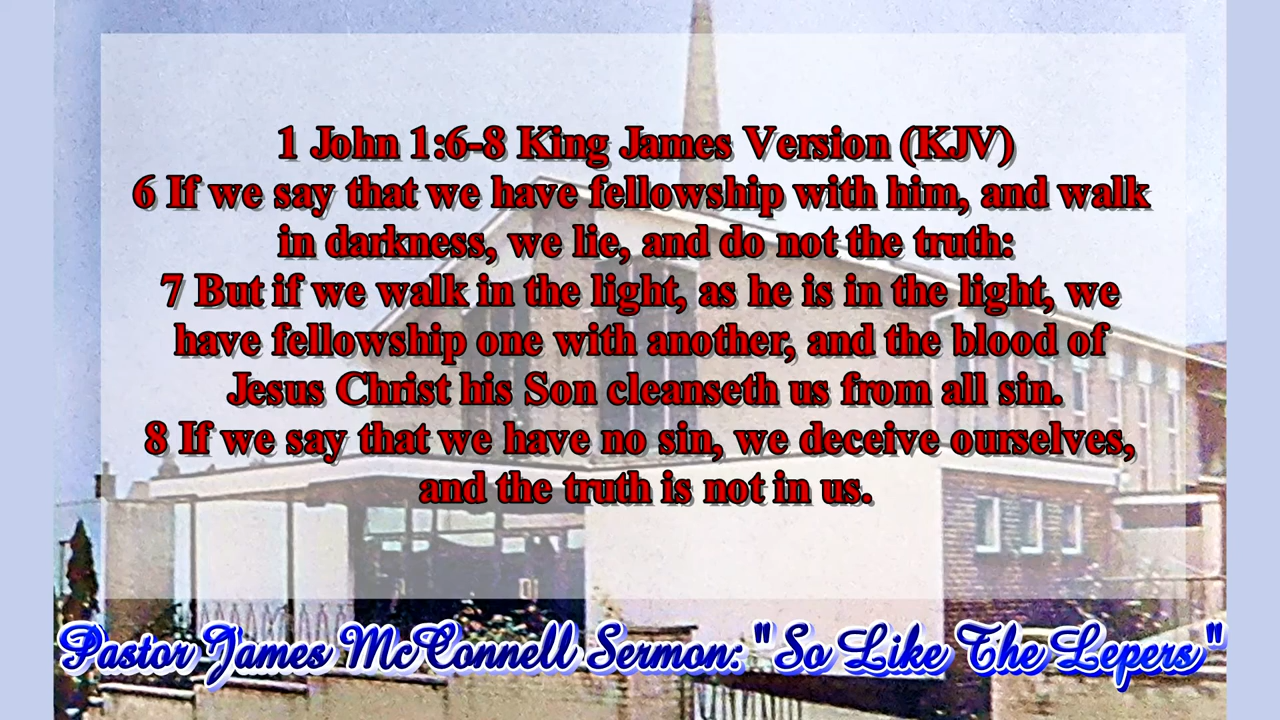 1 John 1:6-8 King James Version (KJV)
6 If we say that we have fellowship with him, and walk
in darkness, we lie, and do not the truth:
7 But if we walk in the light, as he is in the light, we
have fellowship one with another, and the blood of
Jesus Christ his Son cleanseth us from all sin.
8 If we say that we have no sin, we deceive ourselves,
and the truth is not in us.
Pastor James McConnell Sermon: "So Like The Lepers"